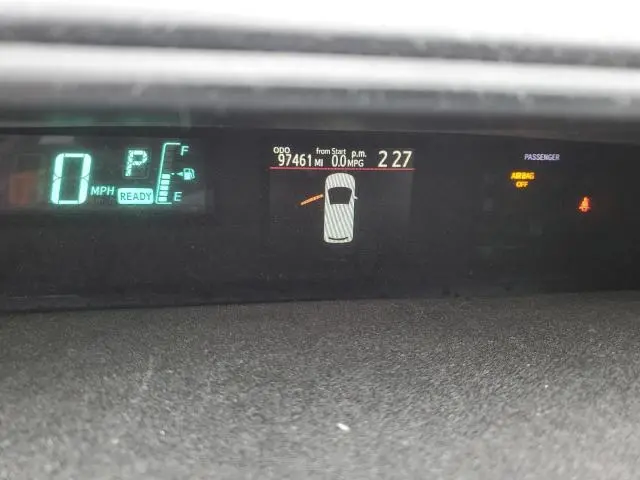 0 MPH
P
READY
F
E
ODO
97461 MI
from Start
0.0 MPG
p.m.
2 27
PASSENGER
AIRBAG
OFF